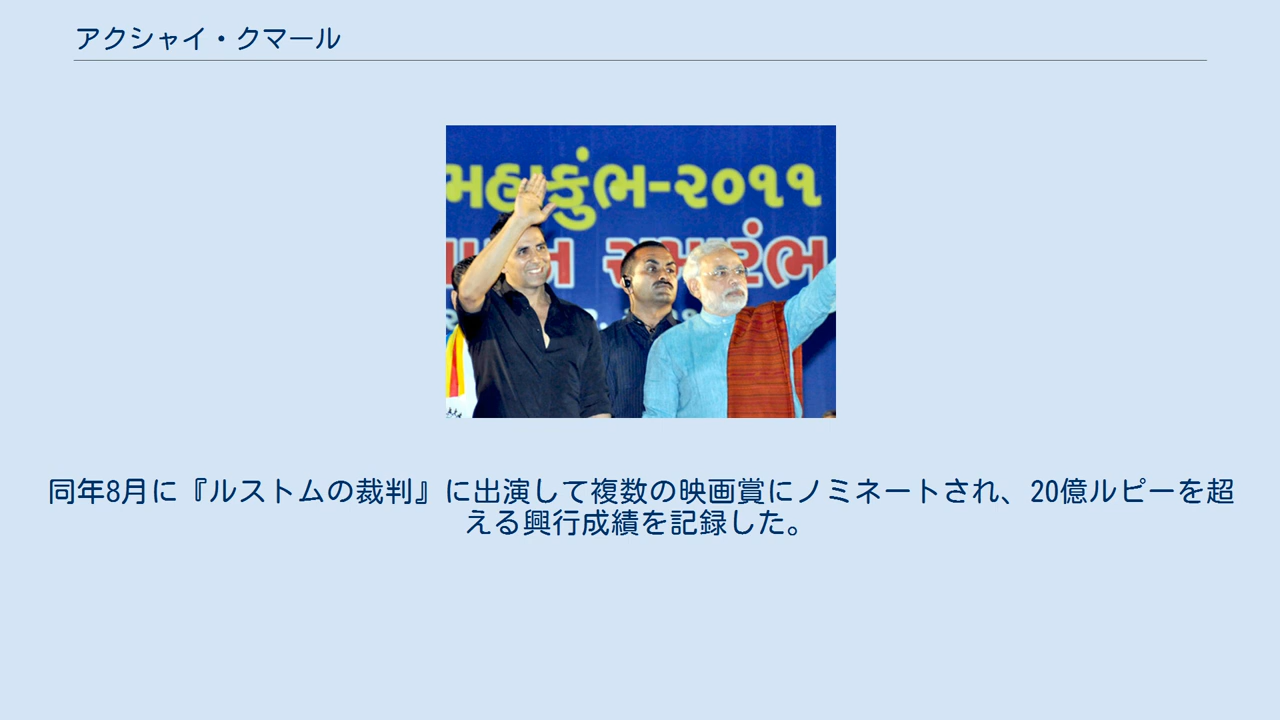 アクシャイ・クマール
મહાકુંભ-૨૦૧૧
રંભ
同年8月に『ルストムの裁判』に出演して複数の映画賞にノミネートされ、20億ルピーを超
える興行成績を記録した。